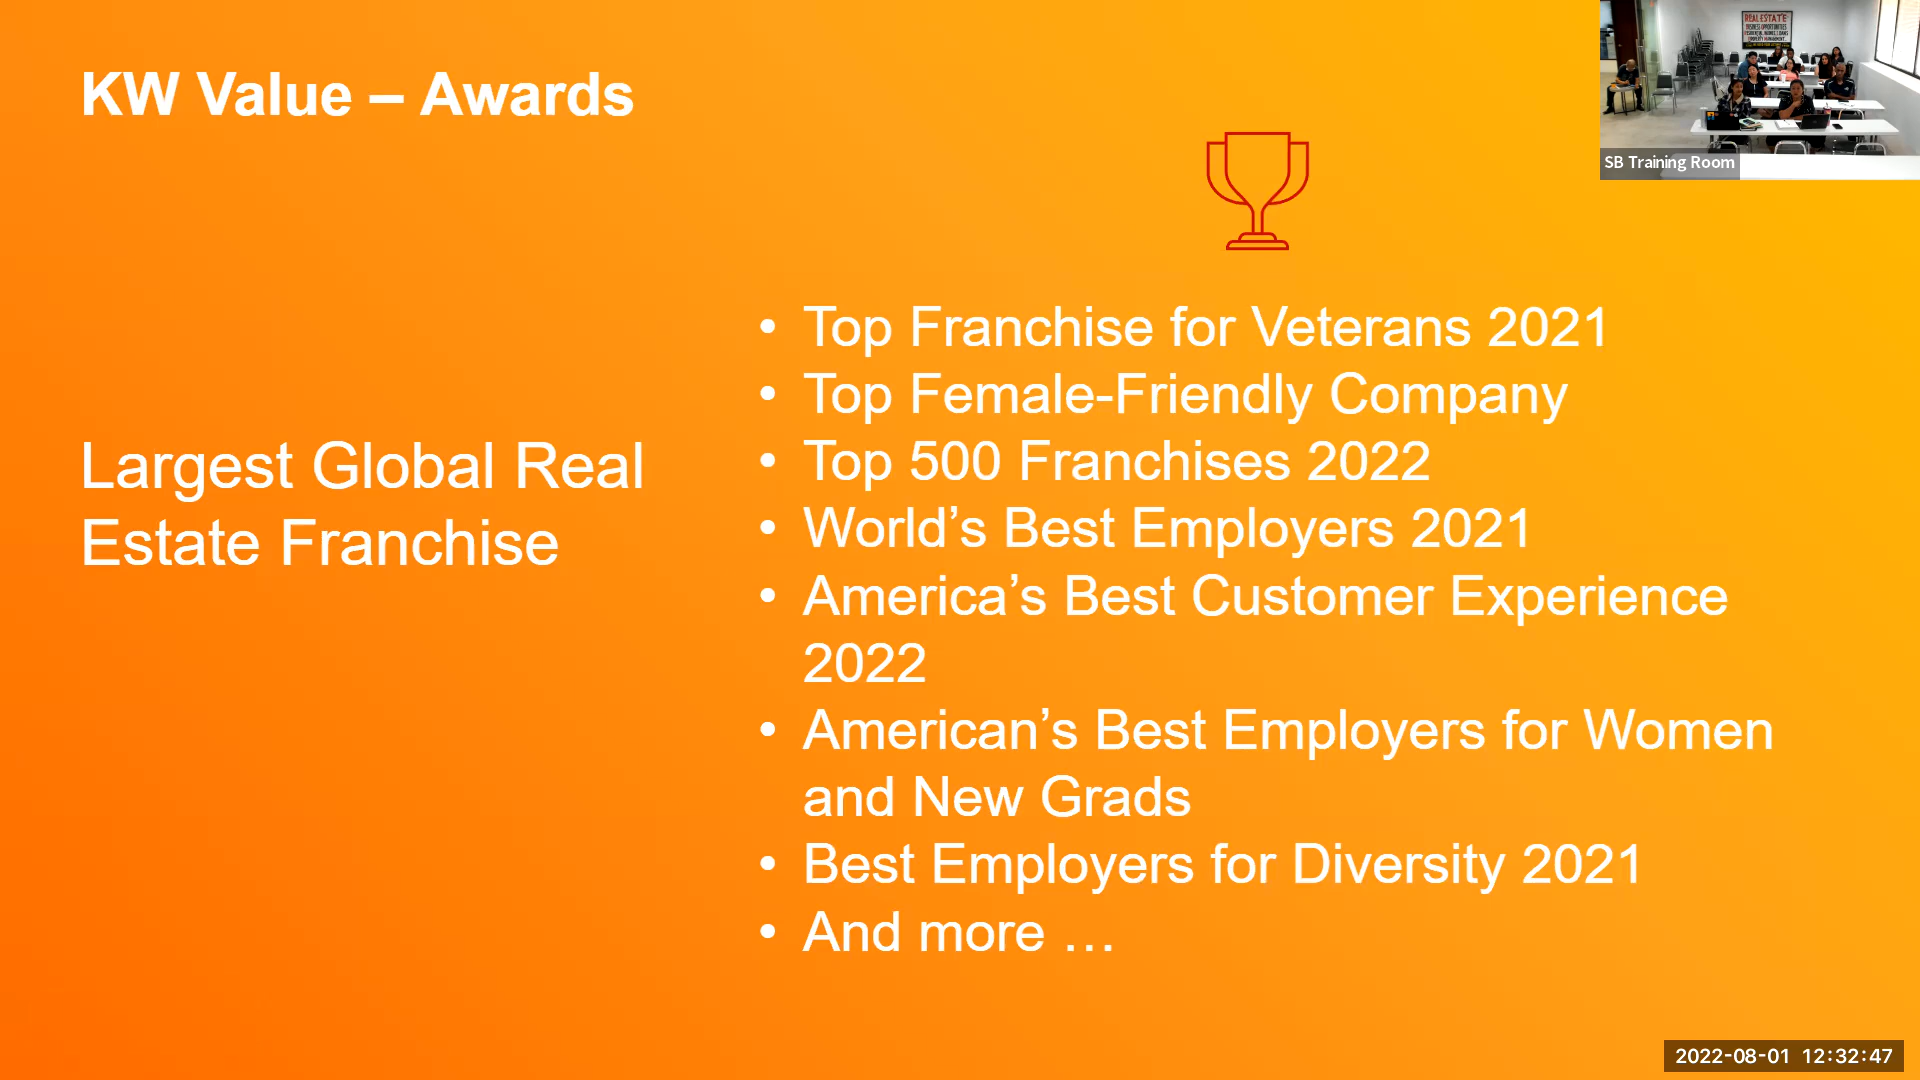 KW Value – Awards
REAL ESTATE
SB Training Room
Largest Global Real
Estate Franchise
• Top Franchise for Veterans 2021
• Top Female-Friendly Company
• Top 500 Franchises 2022
• World’s Best Employers 2021
• America’s Best Customer Experience
2022
• American’s Best Employers for Women
and New Grads
• Best Employers for Diversity 2021
• And more …
2022-08-01 12:32:47